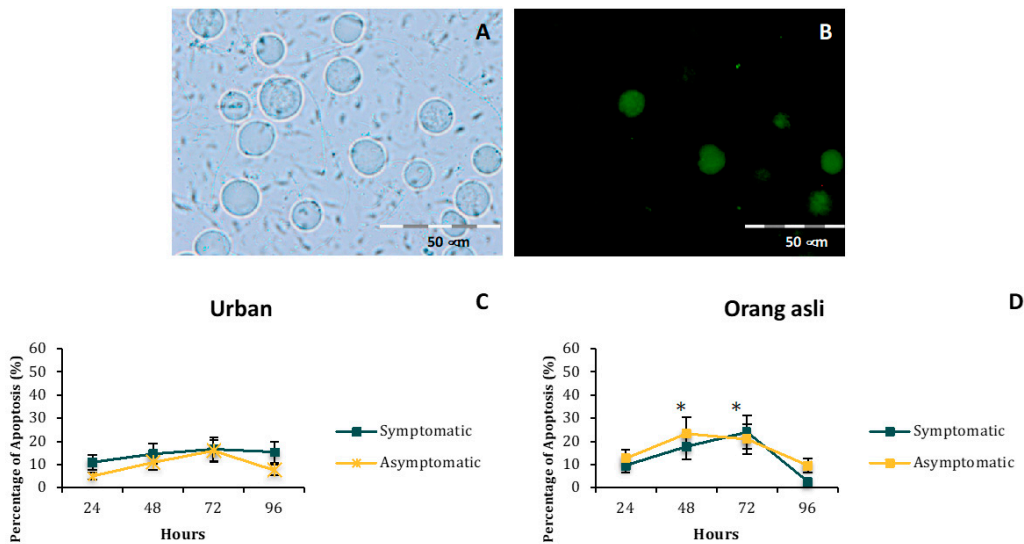 A
B
50 ∝m
50 ∝m
Urban
C
Percentage of Apoptosis (%)
60
50
40
30
20
10
0
24 48 72 96
Hours
Symptomatic
Asymptomatic
Orang asli
D
Percentage of Apoptosis (%)
60
50
40
30
20
10
0
* *
24 48 72 96
Hours
Symptomatic
Asymptomatic